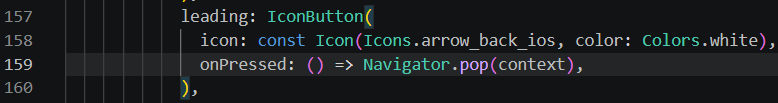 157 leading: IconButton(
158 icon: const Icon(Icons.arrow_back_ios, color: Colors.white),
159 onPressed: () => Navigator.pop(context),
160 ),